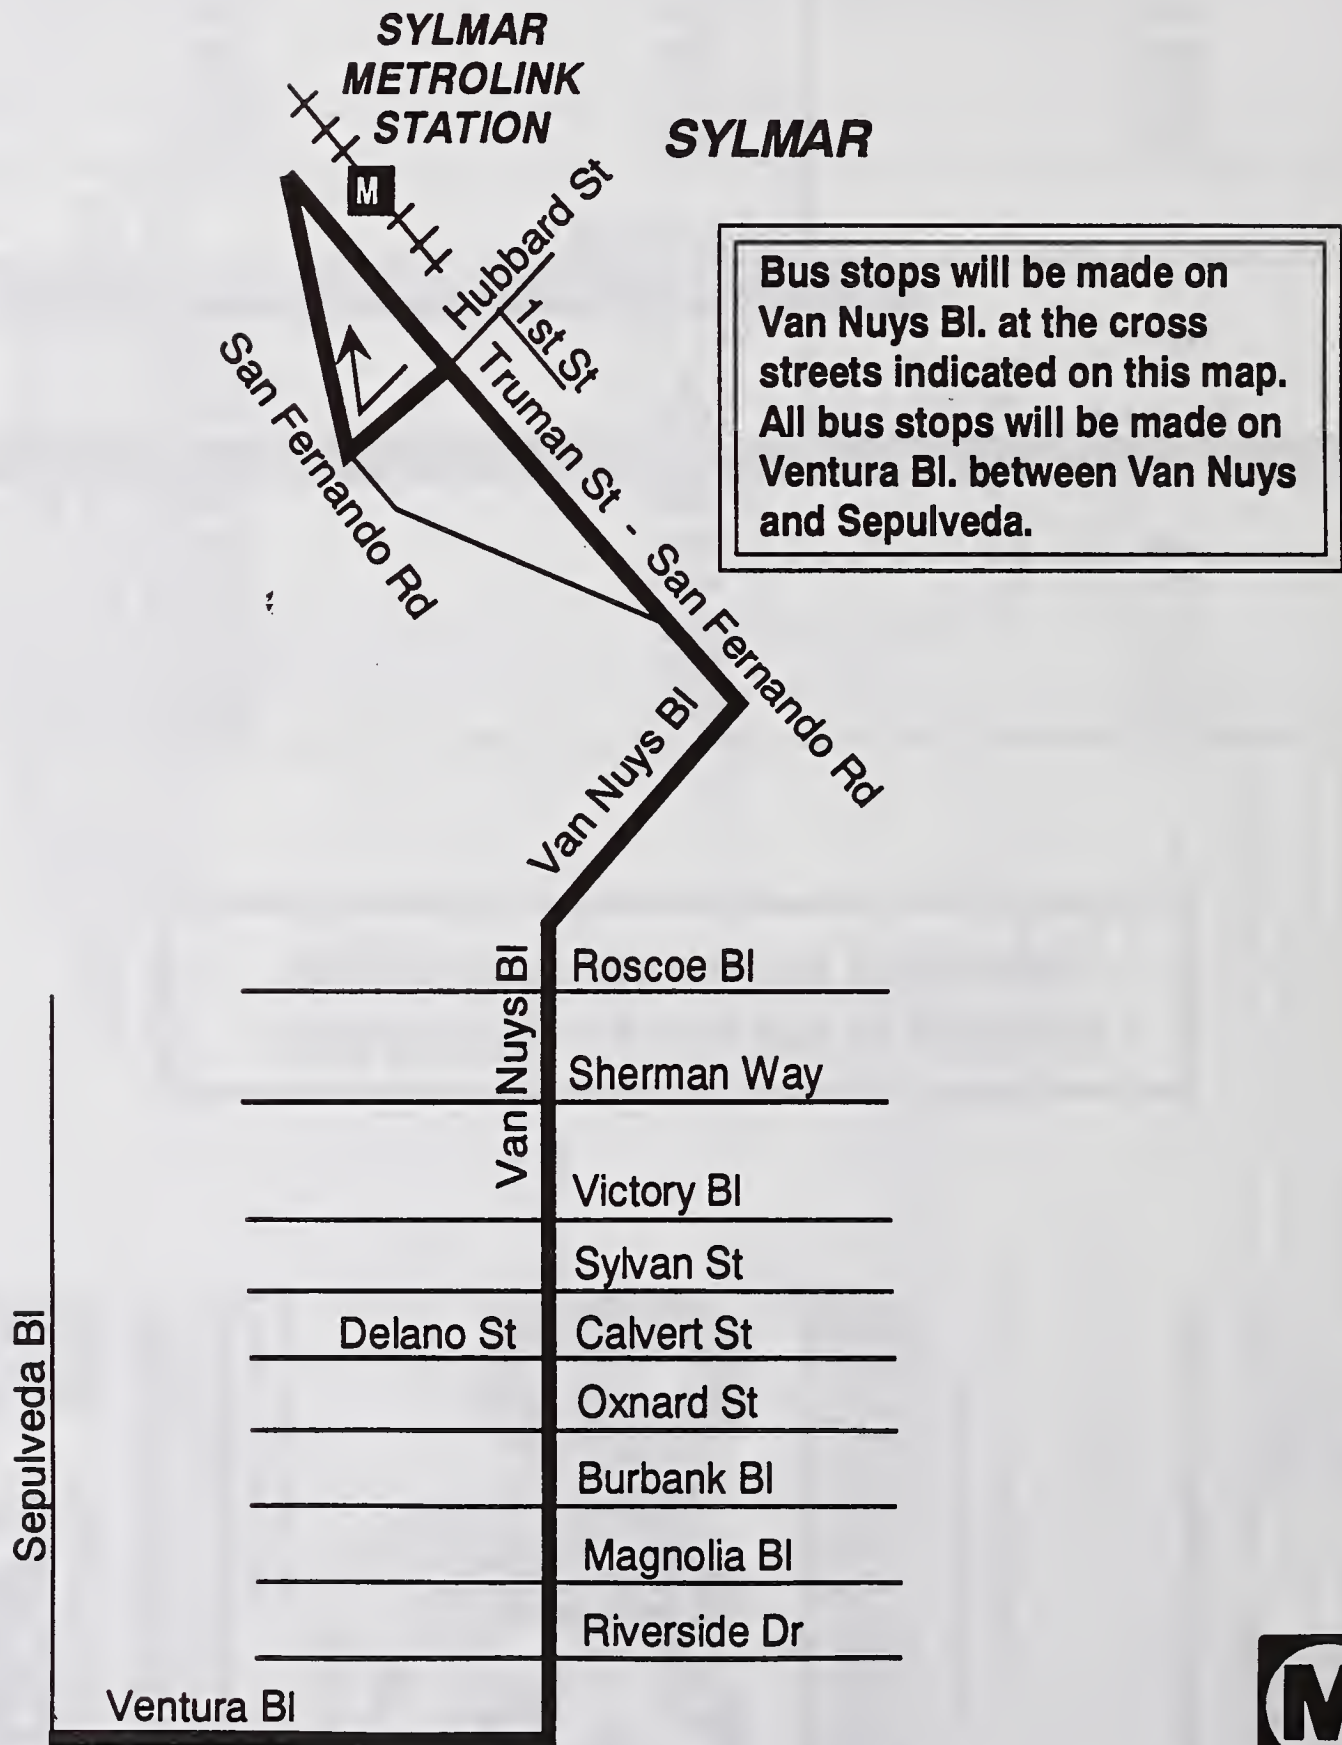 SYLMAR
METROLINK
STATION
SYLMAR
M
Hubbard St
1st St
San Fernando Rd
Truman St - San Fernando Rd
Bus stops will be made on
Van Nuys Bl. at the cross
streets indicated on this map.
All bus stops will be made on
Ventura Bl. between Van Nuys
and Sepulveda.
Van Nuys Bl
Van Nuys Bl
Roscoe Bl
Sherman Way
Victory Bl
Sylvan St
Delano St
Calvert St
Oxnard St
Burbank Bl
Magnolia Bl
Riverside Dr
Sepulveda Bl
Ventura Bl
M